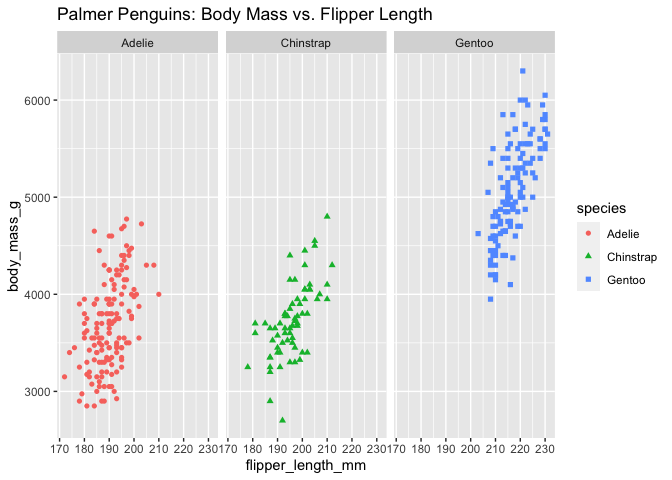 Palmer Penguins: Body Mass vs. Flipper Length
Adelie Chinstrap Gentoo
6000
5000
4000
3000
body_mass_g
170 180 190 200 210 220 230 170 180 190 200 210 220 230 170 180 190 200 210 220 230
flipper_length_mm
species
Adelie
Chinstrap
Gentoo